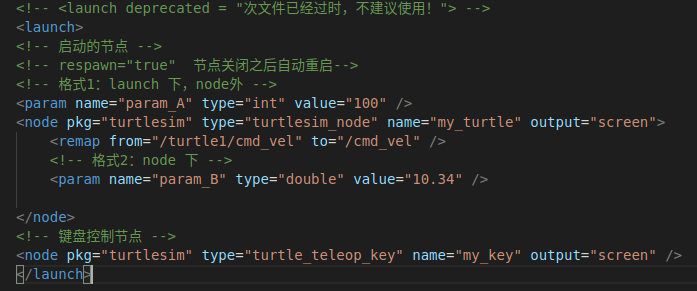 <!-- <launch deprecated = "次文件已经过时，不建议使用！"> -->
<launch>
<!-- 启动的节点 -->
<!-- respawn="true"  节点关闭之后自动重启-->
<!-- 格式1：launch 下，node外 -->
<param name="param_A" type="int" value="100" />
<node pkg="turtlesim" type="turtlesim_node" name="my_turtle" output="screen">
    <remap from="/turtle1/cmd_vel" to="/cmd_vel" />
    <!-- 格式2：node 下 -->
    <param name="param_B" type="double" value="10.34" />
</node>
<!-- 键盘控制节点 -->
<node pkg="turtlesim" type="turtle_teleop_key" name="my_key" output="screen" />
</launch>